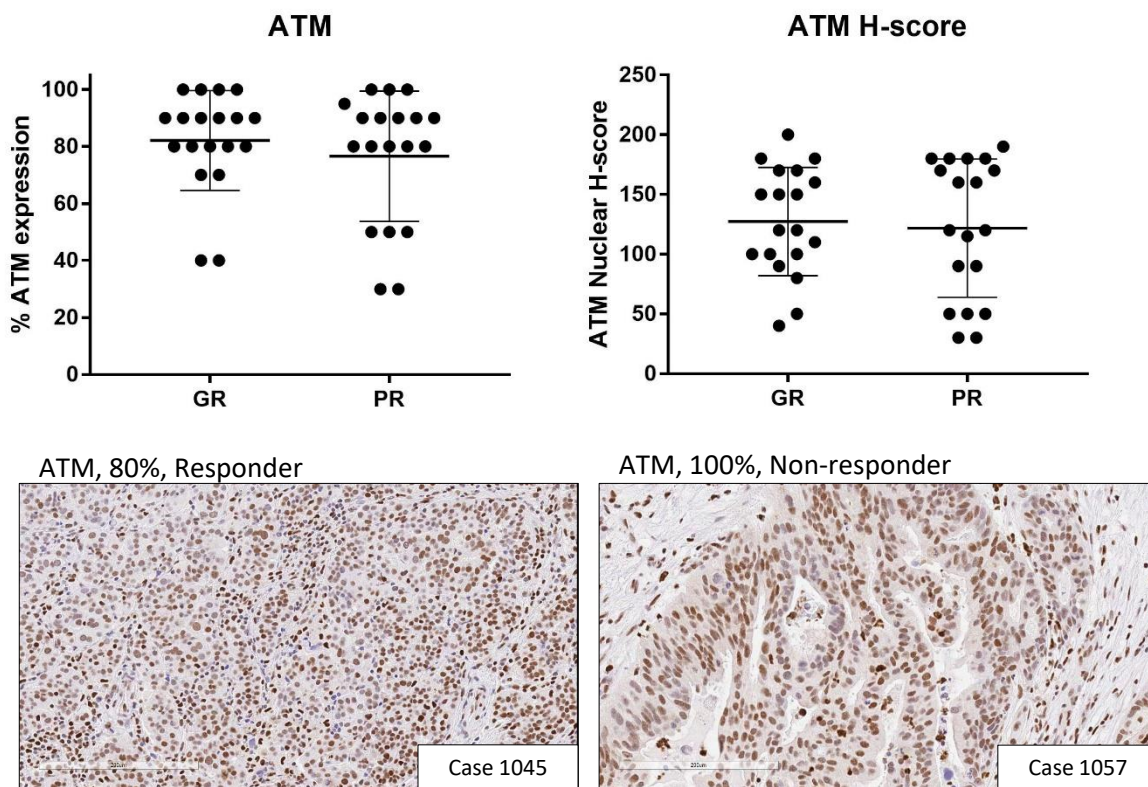 ATM
% ATM expression
100
80
60
40
20
0
GR PR
ATM H-score
ATM Nuclear H-score
250
200
150
100
50
0
GR PR
ATM, 80%, Responder
Case 1045
ATM, 100%, Non-responder
200um
Case 1057